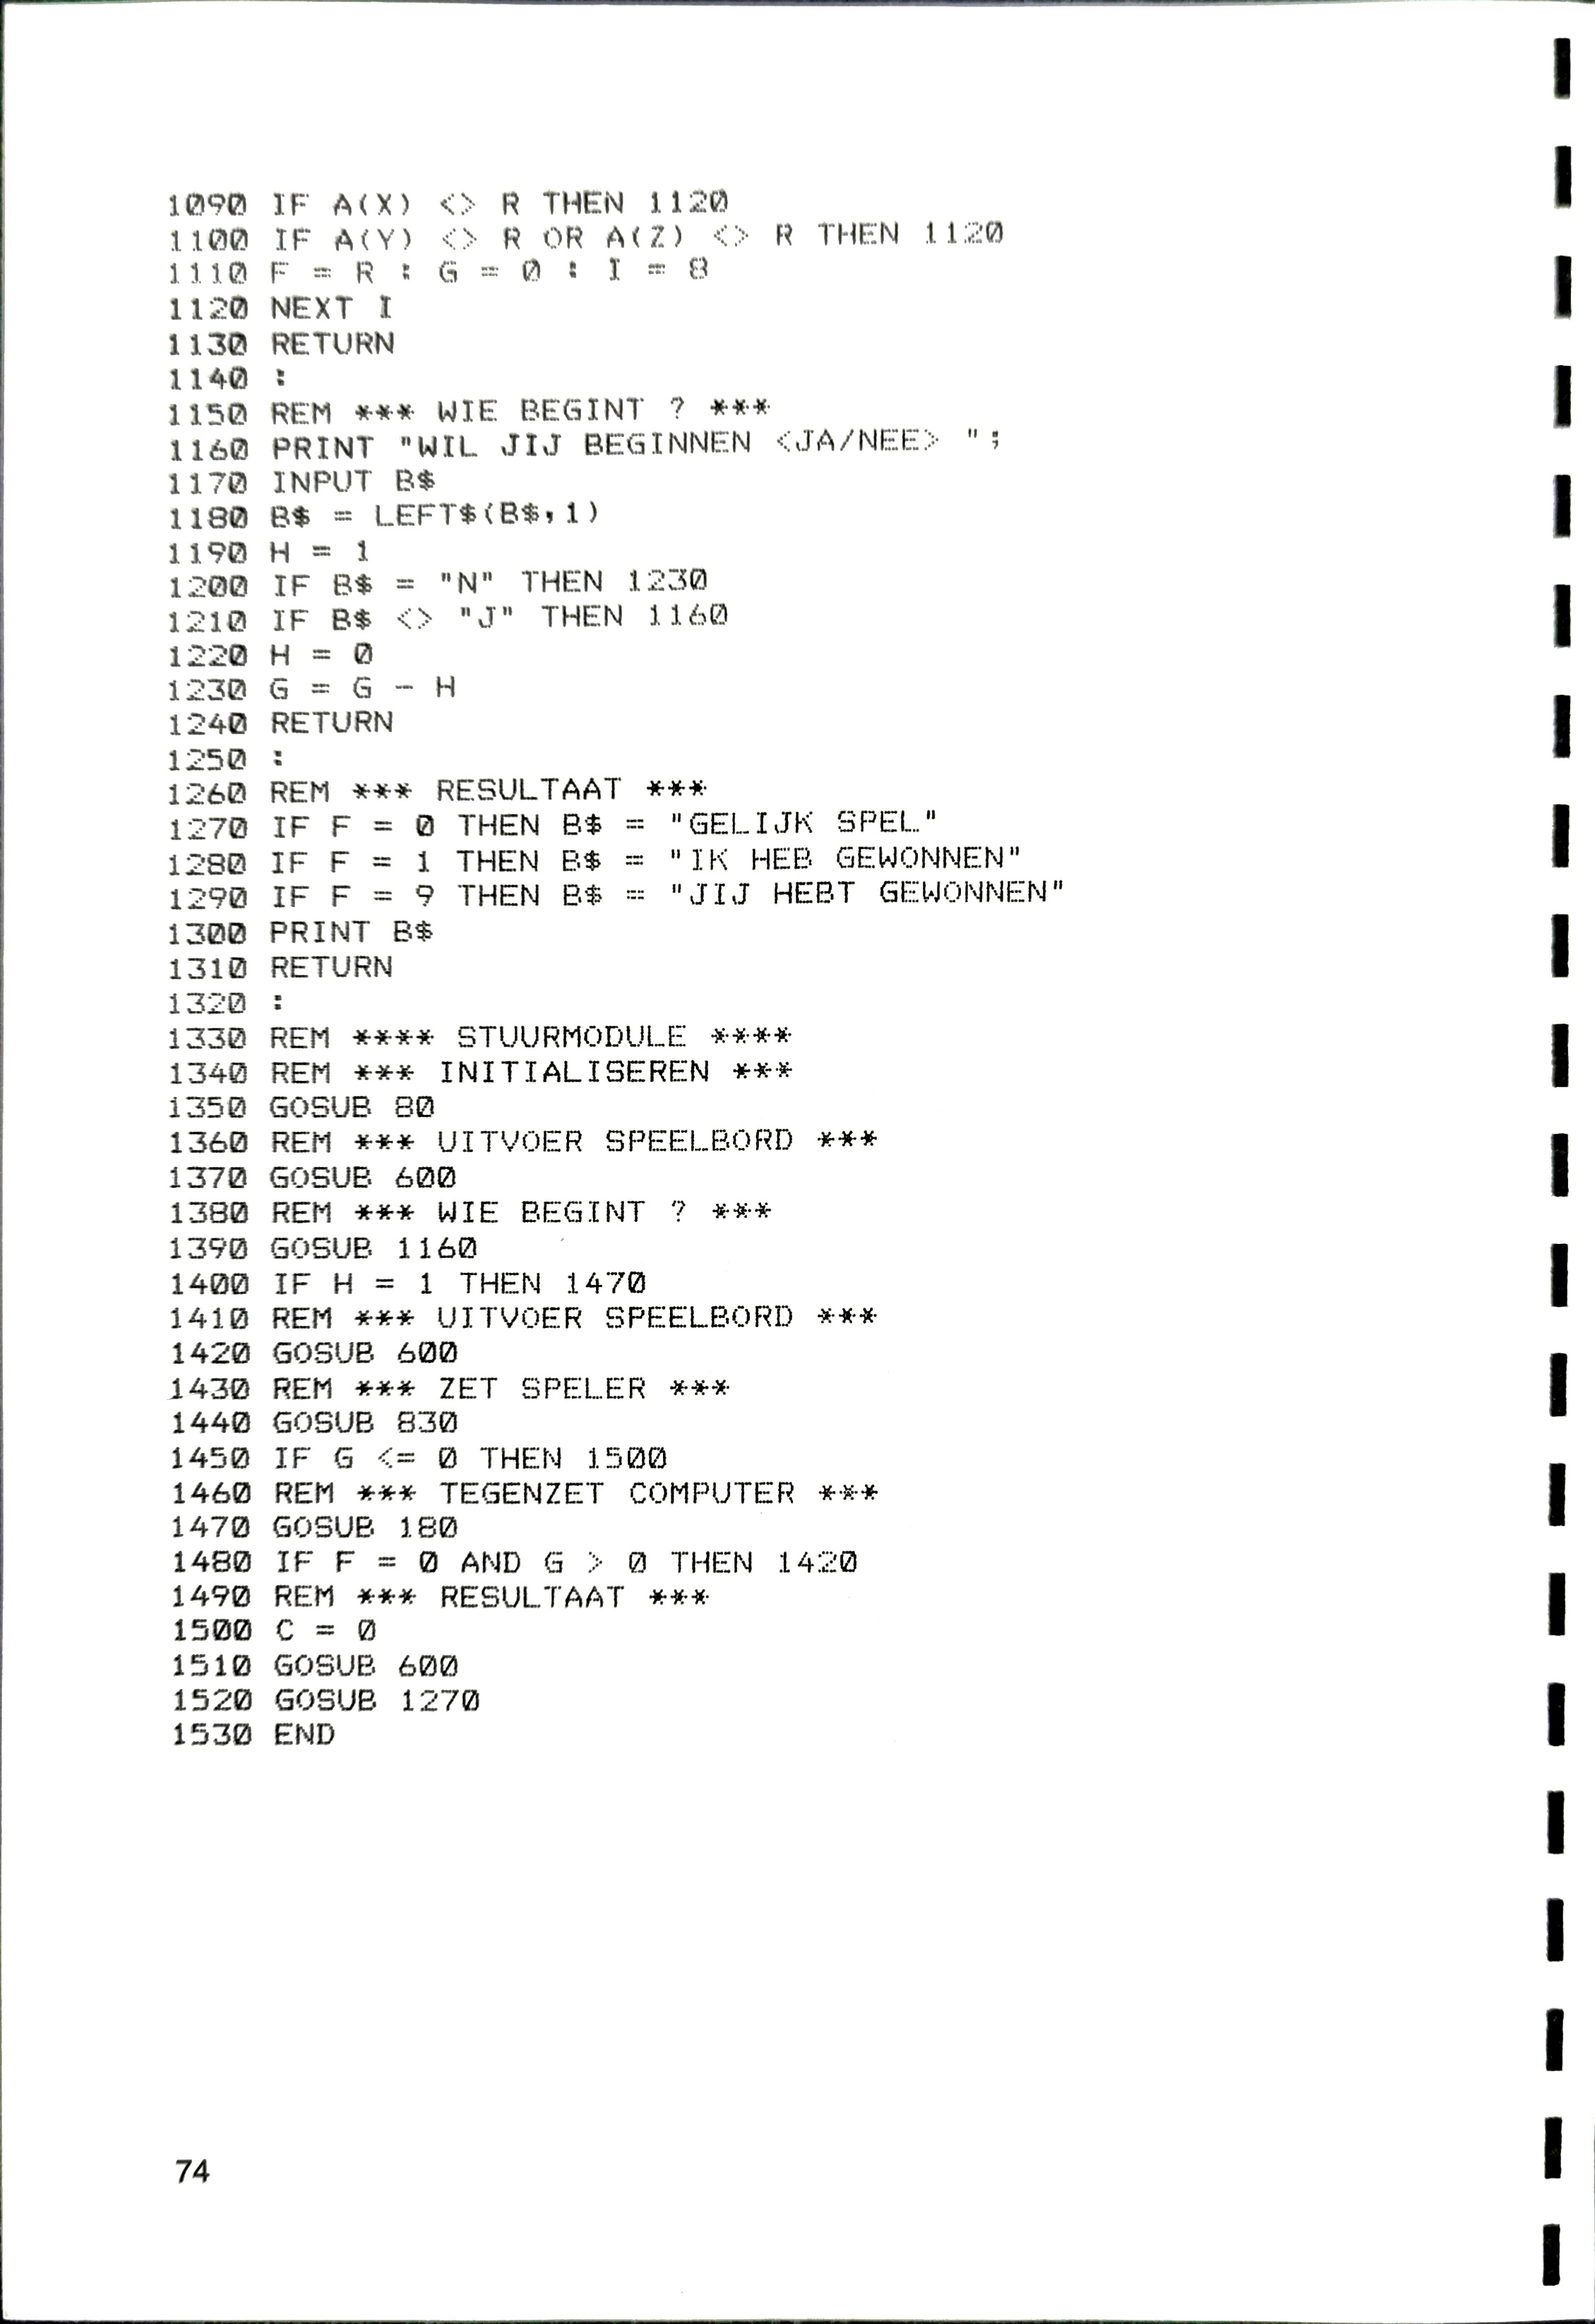 1090 IF A(X) <> R THEN 1120
1100 IF A(Y) <> R OR A(Z) <> R THEN 1120
1110 F = R : G = 0 : I = 8
1120 NEXT I
1130 RETURN
1140 :
1150 REM *** WIE BEGINT ? ***
1160 PRINT "WIL JIJ BEGINNEN <JA/NEE> ";
1170 INPUT B$
1180 B$ = LEFT$(B$,1)
1190 H = 1
1200 IF B$ = "N" THEN 1230
1210 IF B$ <> "J" THEN 1160
1220 H = 0
1230 G = G - H
1240 RETURN
1250 :
1260 REM *** RESULTAAT ***
1270 IF F = 0 THEN B$ = "GELIJK SPEL"
1280 IF F = 1 THEN B$ = "IK HEB GEWONNEN"
1290 IF F = 9 THEN B$ = "JIJ HEBT GEWONNEN"
1300 PRINT B$
1310 RETURN
1320 :
1330 REM **** STUURMODULE ****
1340 REM *** INITIALISEREN ***
1350 GOSUB 80
1360 REM *** UITVOER SPEELBORD ***
1370 GOSUB 600
1380 REM *** WIE BEGINT ? ***
1390 GOSUB 1160
1400 IF H = 1 THEN 1470
1410 REM *** UITVOER SPEELBORD ***
1420 GOSUB 600
1430 REM *** ZET SPELER ***
1440 GOSUB 830
1450 IF G <= 0 THEN 1500
1460 REM *** TEGENZET COMPUTER ***
1470 GOSUB 180
1480 IF F = 0 AND G > 0 THEN 1420
1490 REM *** RESULTAAT ***
1500 C = 0
1510 GOSUB 600
1520 GOSUB 1270
1530 END
74